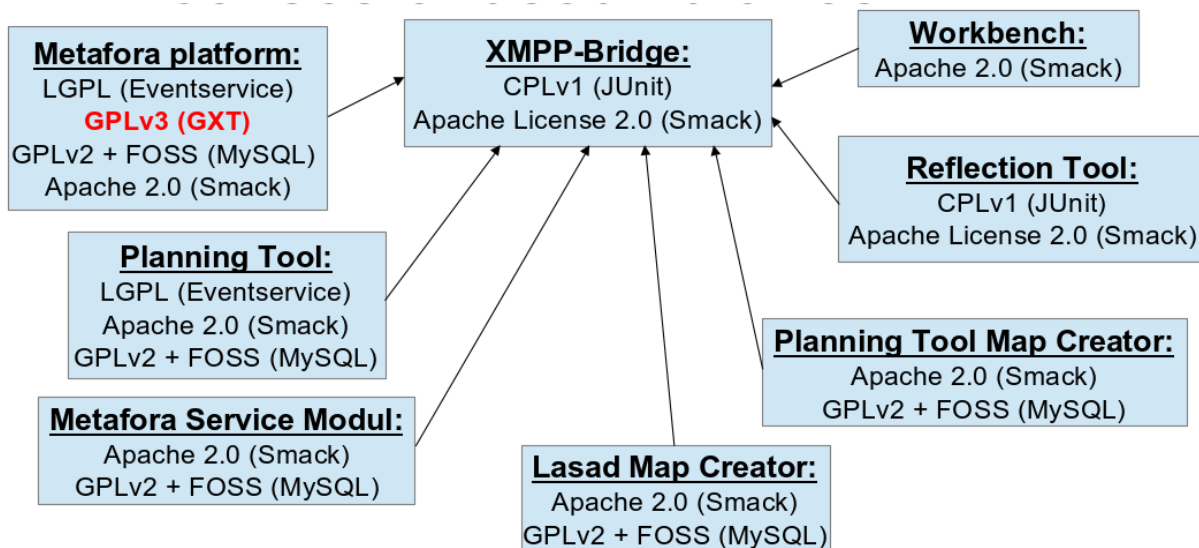 Metafora platform:
LGPL (Eventservice)
GPLv3 (GXT)
GPLv2 + FOSS (MySQL)
Apache 2.0 (Smack)
XMPP-Bridge:
CPLv1 (JUnit)
Apache License 2.0 (Smack)
Workbench:
Apache 2.0 (Smack)
Reflection Tool:
CPLv1 (JUnit)
Apache License 2.0 (Smack)
Planning Tool:
LGPL (Eventservice)
Apache 2.0 (Smack)
GPLv2 + FOSS (MySQL)
Planning Tool Map Creator:
Apache 2.0 (Smack)
GPLv2 + FOSS (MySQL)
Metafora Service Modul:
Apache 2.0 (Smack)
GPLv2 + FOSS (MySQL)
Lasad Map Creator:
Apache 2.0 (Smack)
GPLv2 + FOSS (MySQL)